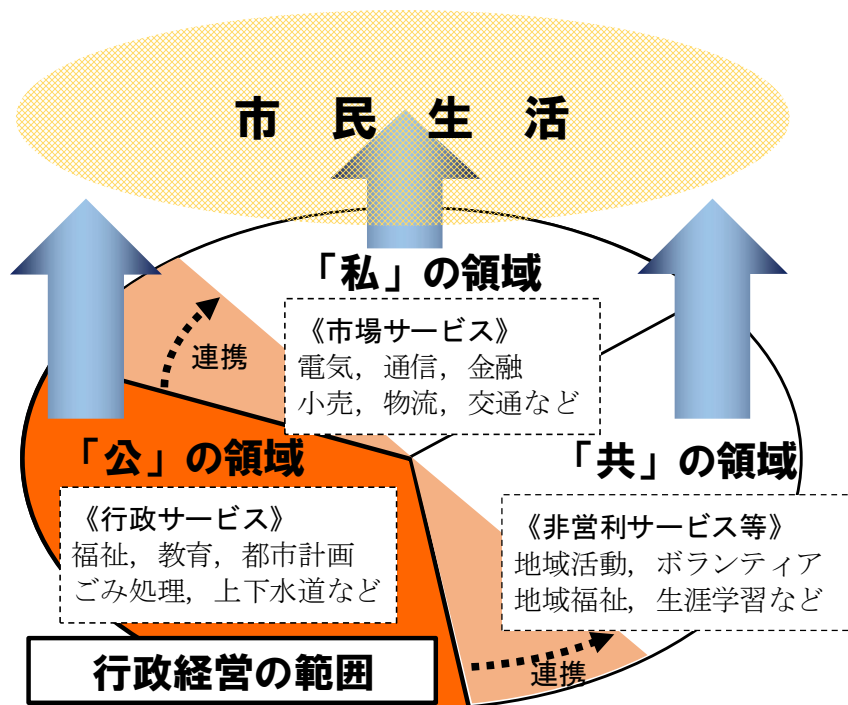 市 民 生 活
「私」の領域
《市場サービス》
電気，通信，金融
小売，物流，交通など
連携
「公」の領域
《行政サービス》
福祉，教育，都市計画
ごみ処理，上下水道など
「共」の領域
《非営利サービス等》
地域活動，ボランティア
地域福祉，生涯学習など
連携
行政経営の範囲